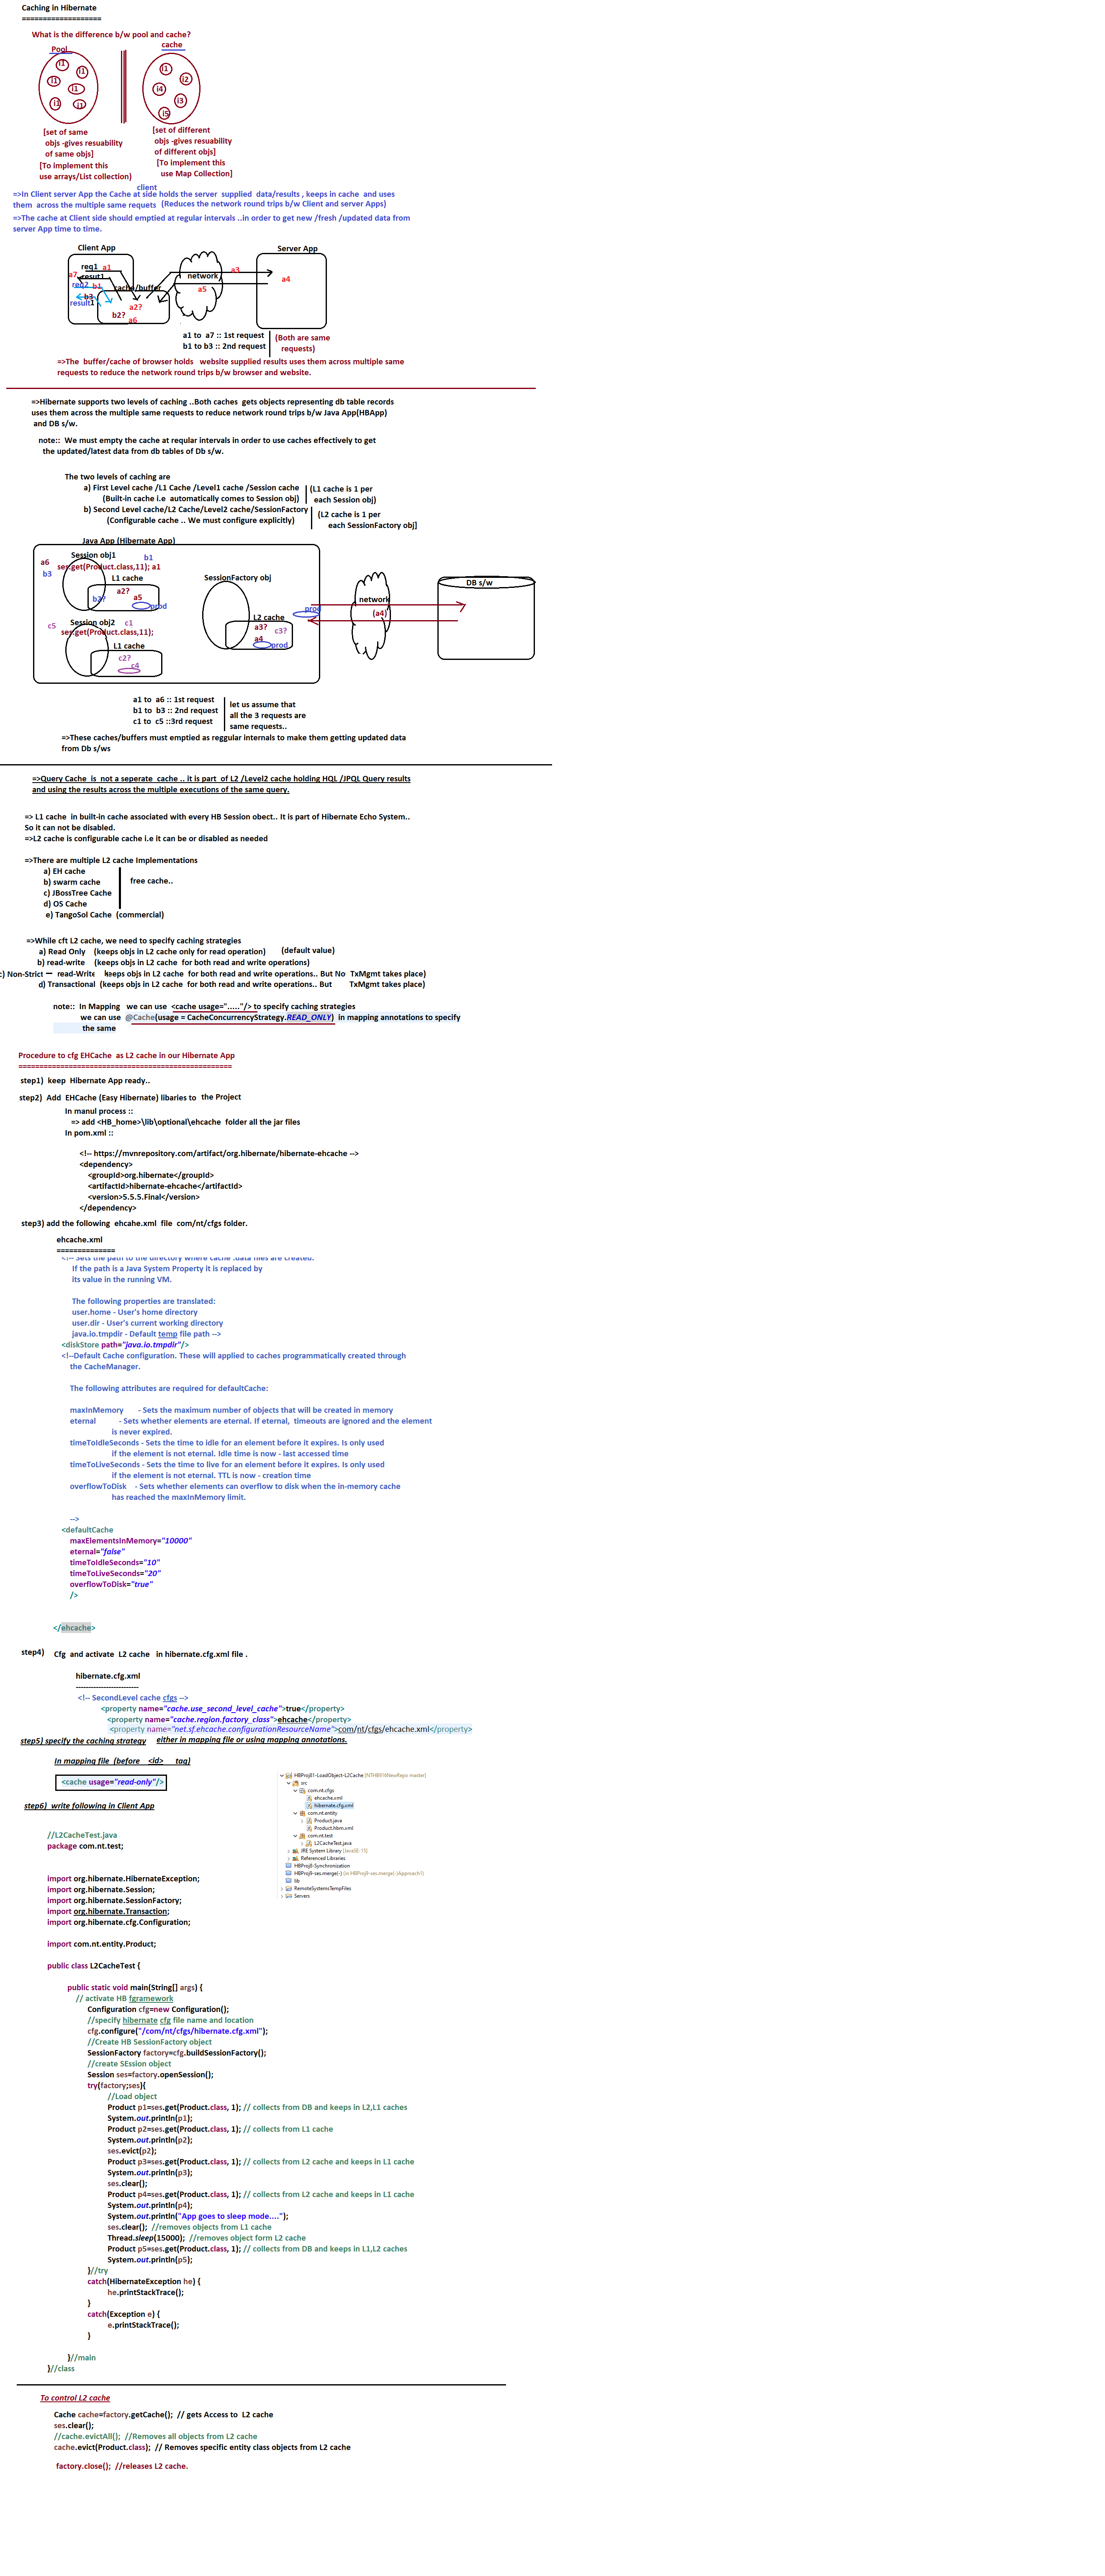 Caching in Hibernate
===================
What is the difference b/w pool and cache?
Pool
cache
i1
i1
i1
i1
i1
i1
i1
i2
i4
i3
i5
[set of same
objs -gives resuability
of same objs]
[To implement this
use arrays/List collection)
[set of different
objs -gives resuability
of different objs]
[To implement this
use Map Collection]
client
=>In Client server App the Cache at side holds the server supplied data/results , keeps in cache and uses
them across the multiple same requets (Reduces the network round trips b/w Client and server Apps)
=>The cache at Client side should emptied at regular intervals ..in order to get new /fresh /updated data from
server App time to time.
Client App
Server App
req1 a1
a7 resut1
req2 b1
b3
result1
cache/buffer
a2?
b2?
a6
network
a3
a5
a4
a1 to a7 :: 1st request
b1 to b3 :: 2nd request
(Both are same
requests)
=>The buffer/cache of browser holds website supplied results uses them across multiple same
requests to reduce the network round trips b/w browser and website.
=>Hibernate supports two levels of caching ..Both caches gets objects representing db table records
uses them across the multiple same requests to reduce network round trips b/w Java App(HBApp)
and DB s/w.
note:: We must empty the cache at regular intervals in order to use caches effectively to get
the updated/latest data from db tables of Db s/w.
The two levels of caching are
a) First Level cache /L1 Cache /Level1 cache /Session cache
(Built-in cache i.e automatically comes to Session obj)
(L1 cache is 1 per
each Session obj)
b) Second Level cache/L2 Cache/Level2 cache/SessionFactory
(Configurable cache .. We must configure explicitly)
(L2 cache is 1 per
each SessionFactory obj]
Java App (Hibernate App)
Session obj1
a6
b1
ses.get(Product.class,11); a1
b3
L1 cache
a2?
b2?
a5
prod
Session obj2 c1
c5
ses.get(Product.class,11);
L1 cache
c2?
c4
SessionFactory obj
L2 cache
a3?
c3?
a4
prod
prod
network
(a4)
DB s/w
a1 to a6 :: 1st request
b1 to b3 :: 2nd request
c1 to c5 ::3rd request
let us assume that
all the 3 requests are
same requests..
=>These caches/buffers must emptied as reggular internals to make them getting updated data
from Db s/ws
=>Query Cache is not a seperate cache .. it is part of L2 /Level2 cache holding HQL /JPQL Query results
and using the results across the multiple executions of the same query.
=> L1 cache in built-in cache associated with every HB Session obect.. It is part of Hibernate Echo System..
So it can not be disabled.
=>L2 cache is configurable cache i.e it can be or disabled as needed
=>There are multiple L2 cache Implementations
a) EH cache
b) swarm cache
c) JBossTree Cache
d) OS Cache
free cache..
e) TangoSol Cache (commercial)
=>While cft L2 cache, we need to specify caching strategies
a) Read Only (keeps objs in L2 cache only for read operation) (default value)
b) read-write (keeps objs in L2 cache for both read and write operations)
c) Non-Strict — read-Write keeps objs in L2 cache for both read and write operations.. But No TxMgmt takes place)
d) Transactional (keeps objs in L2 cache for both read and write operations.. But TxMgmt takes place)
note:: In Mapping we can use <cache usage="....."/> to specify caching strategies
we can use @Cache(usage = CacheConcurrencyStrategy.READ_ONLY) in mapping annotations to specify
the same
Procedure to cfg EHCache as L2 cache in our Hibernate App
===================================================
step1) keep Hibernate App ready..
step2) Add EHCache (Easy Hibernate) libaries to the Project
In manul process ::
=> add <HB_home>\lib\optional\ehcache folder all the jar files
In pom.xml ::
<!-- https://mvnrepository.com/artifact/org.hibernate/hibernate-ehcache -->
<dependency>
<groupId>org.hibernate</groupId>
<artifactId>hibernate-ehcache</artifactId>
<version>5.5.5.Final</version>
</dependency>
step3) add the following ehcahe.xml file com/nt/cfgs folder.
ehcache.xml
==============
<!-- Sets the path to the directory where cache .data files are created.
If the path is a Java System Property it is replaced by
its value in the running VM.
The following properties are translated:
user.home - User's home directory
user.dir - User's current working directory
java.io.tmpdir - Default temp file path -->
<diskStore path="java.io.tmpdir"/>
<!--Default Cache configuration. These will applied to caches programmatically created through
the CacheManager.
The following attributes are required for defaultCache:
maxInMemory - Sets the maximum number of objects that will be created in memory
eternal - Sets whether elements are eternal. If eternal, timeouts are ignored and the element
is never expired.
timeToIdleSeconds - Sets the time to idle for an element before it expires. Is only used
if the element is not eternal. Idle time is now - last accessed time
timeToLiveSeconds - Sets the time to live for an element before it expires. Is only used
if the element is not eternal. TTL is now - creation time
overflowToDisk - Sets whether elements can overflow to disk when the in-memory cache
has reached the maxInMemory limit.
-->
<defaultCache
maxElementsInMemory="10000"
eternal="false"
timeToIdleSeconds="10"
timeToLiveSeconds="20"
overflowToDisk="true"
/>
</ehcache>
step4) Cfg and activate L2 cache in hibernate.cfg.xml file .
hibernate.cfg.xml
-------------------------
<!-- SecondLevel cache cfgs -->
<property name="cache.use_second_level_cache">true</property>
<property name="cache.region.factory_class">ehcache</property>
<property name="net.sf.ehcache.configurationResourceName">com/nt/cfgs/ehcache.xml</property>
step5) specify the caching strategy either in mapping file or using mapping annotations.
In mapping file (before <id> tag)
<cache usage="read-only"/>
step6) write following in Client App
HBProj81-LoadObject-L2Cache [NTHB916NewRepo master]
src
com.nt.cfgs
ehcache.xml
hibernate.cfg.xml
com.nt.entity
Product.java
Product.hbm.xml
com.nt.test
L2CacheTest.java
JRE System Library [JavaSE-15]
Referenced Libraries
HBProj8-Synchronization
HBProj9-ses.merge(-) (in HBProj9-ses.merge(-)Approach1)
lib
RemoteSystemsTempFiles
Servers
//L2CacheTest.java
package com.nt.test;
import org.hibernate.HibernateException;
import org.hibernate.Session;
import org.hibernate.SessionFactory;
import org.hibernate.Transaction;
import org.hibernate.cfg.Configuration;
import com.nt.entity.Product;
public class L2CacheTest {
public static void main(String[] args) {
// activate HB fgramework
Configuration cfg=new Configuration();
//specify hibernate cfg file name and location
cfg.configure("/com/nt/cfgs/hibernate.cfg.xml");
//Create HB SessionFactory object
SessionFactory factory=cfg.buildSessionFactory();
//create SEssion object
Session ses=factory.openSession();
try(factory;ses){
//Load object
Product p1=ses.get(Product.class, 1); // collects from DB and keeps in L2,L1 caches
System.out.println(p1);
Product p2=ses.get(Product.class, 1); // collects from L1 cache
System.out.println(p2);
ses.evict(p2);
Product p3=ses.get(Product.class, 1); // collects from L2 cache and keeps in L1 cache
System.out.println(p3);
ses.clear();
Product p4=ses.get(Product.class, 1); // collects from L2 cache and keeps in L1 cache
System.out.println(p4);
System.out.println("App goes to sleep mode....");
ses.clear(); //removes objects from L1 cache
Thread.sleep(15000); //removes object form L2 cache
Product p5=ses.get(Product.class, 1); // collects from DB and keeps in L1,L2 caches
System.out.println(p5);
}//try
catch(HibernateException he) {
he.printStackTrace();
}
catch(Exception e) {
e.printStackTrace();
}
}//main
}//class
To control L2 cache
Cache cache=factory.getCache(); // gets Access to L2 cache
ses.clear();
//cache.evictAll(); //Removes all objects from L2 cache
cache.evict(Product.class); // Removes specific entity class objects from L2 cache
factory.close(); //releases L2 cache.